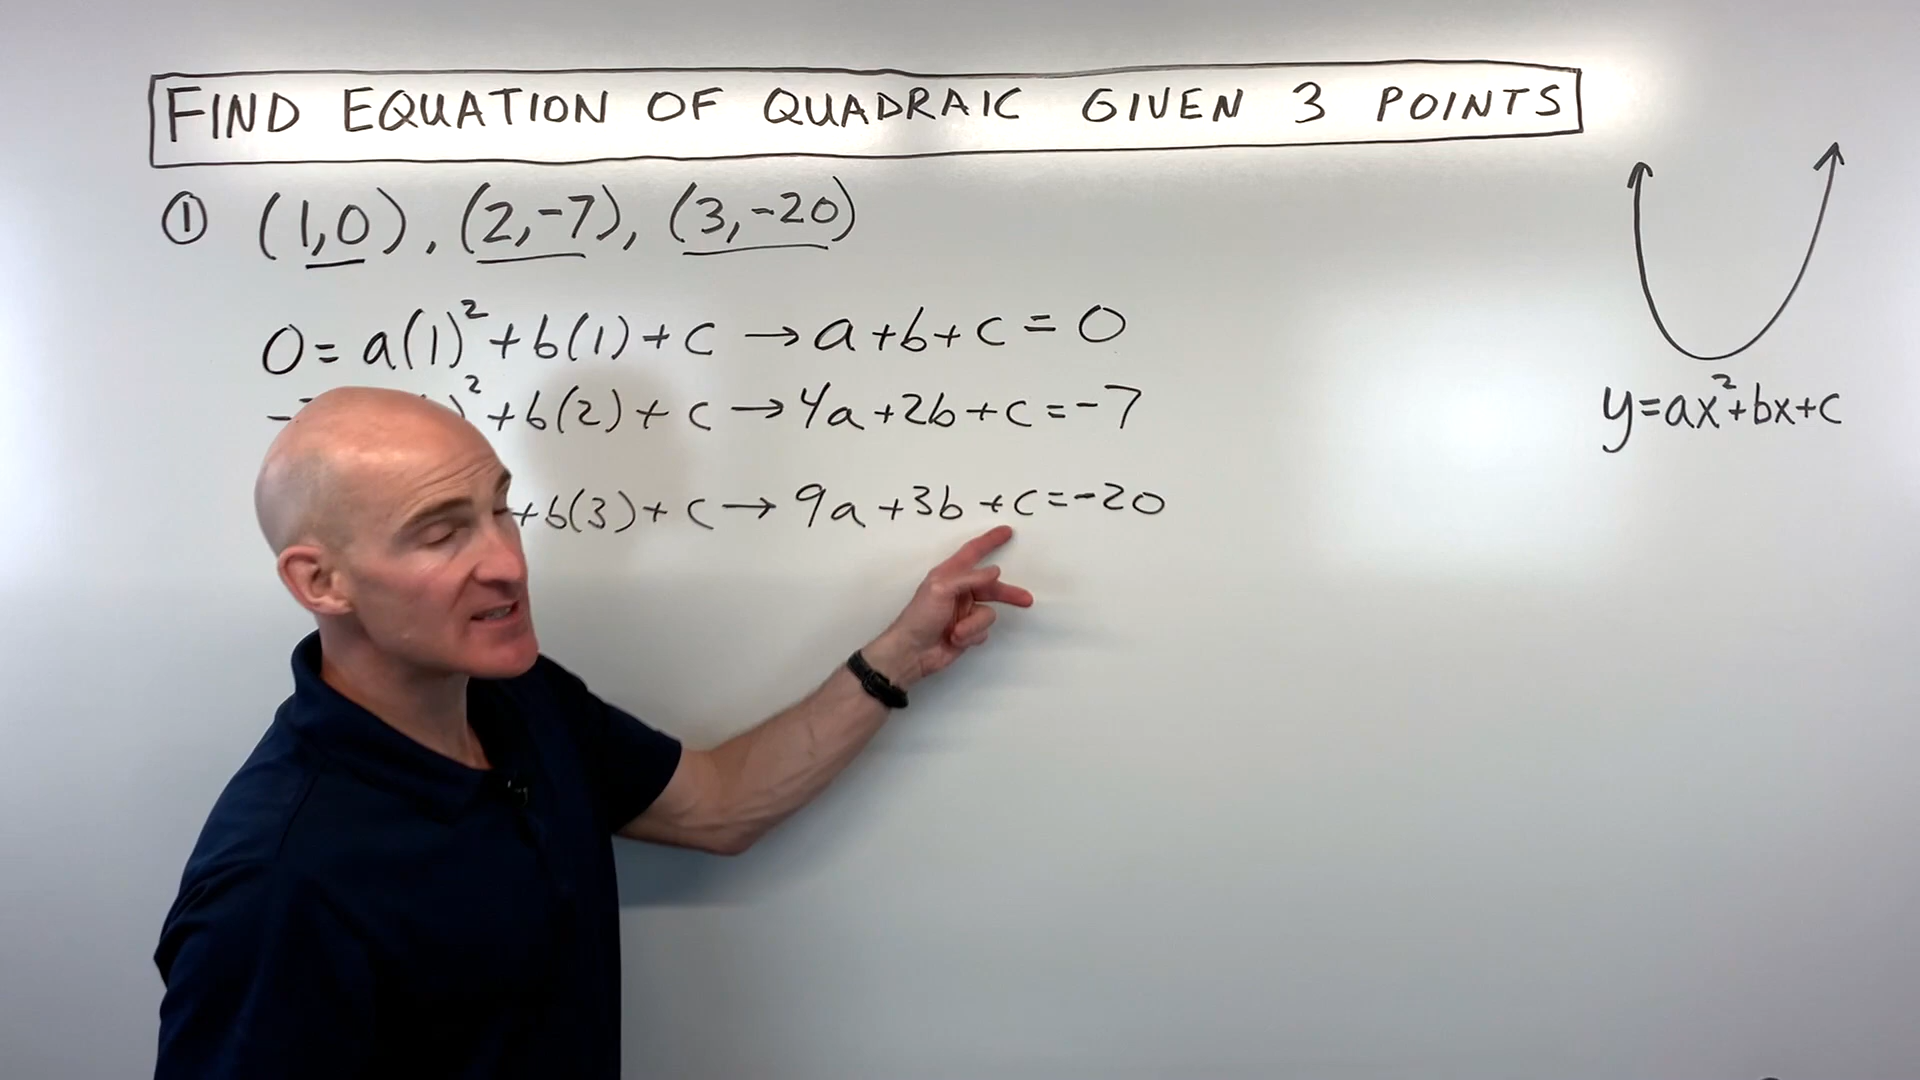 FIND EQUATION OF QUADRAIC GIVEN 3 POINTS
① (1,0), (2,-7), (3,-20)
0=a(1)²+b(1)+c →a+b+c=0
² +b(2)+c →4a+2b+c=-7
+b(3)+c → 9a+3b+c=-20
y=ax²+bx+c